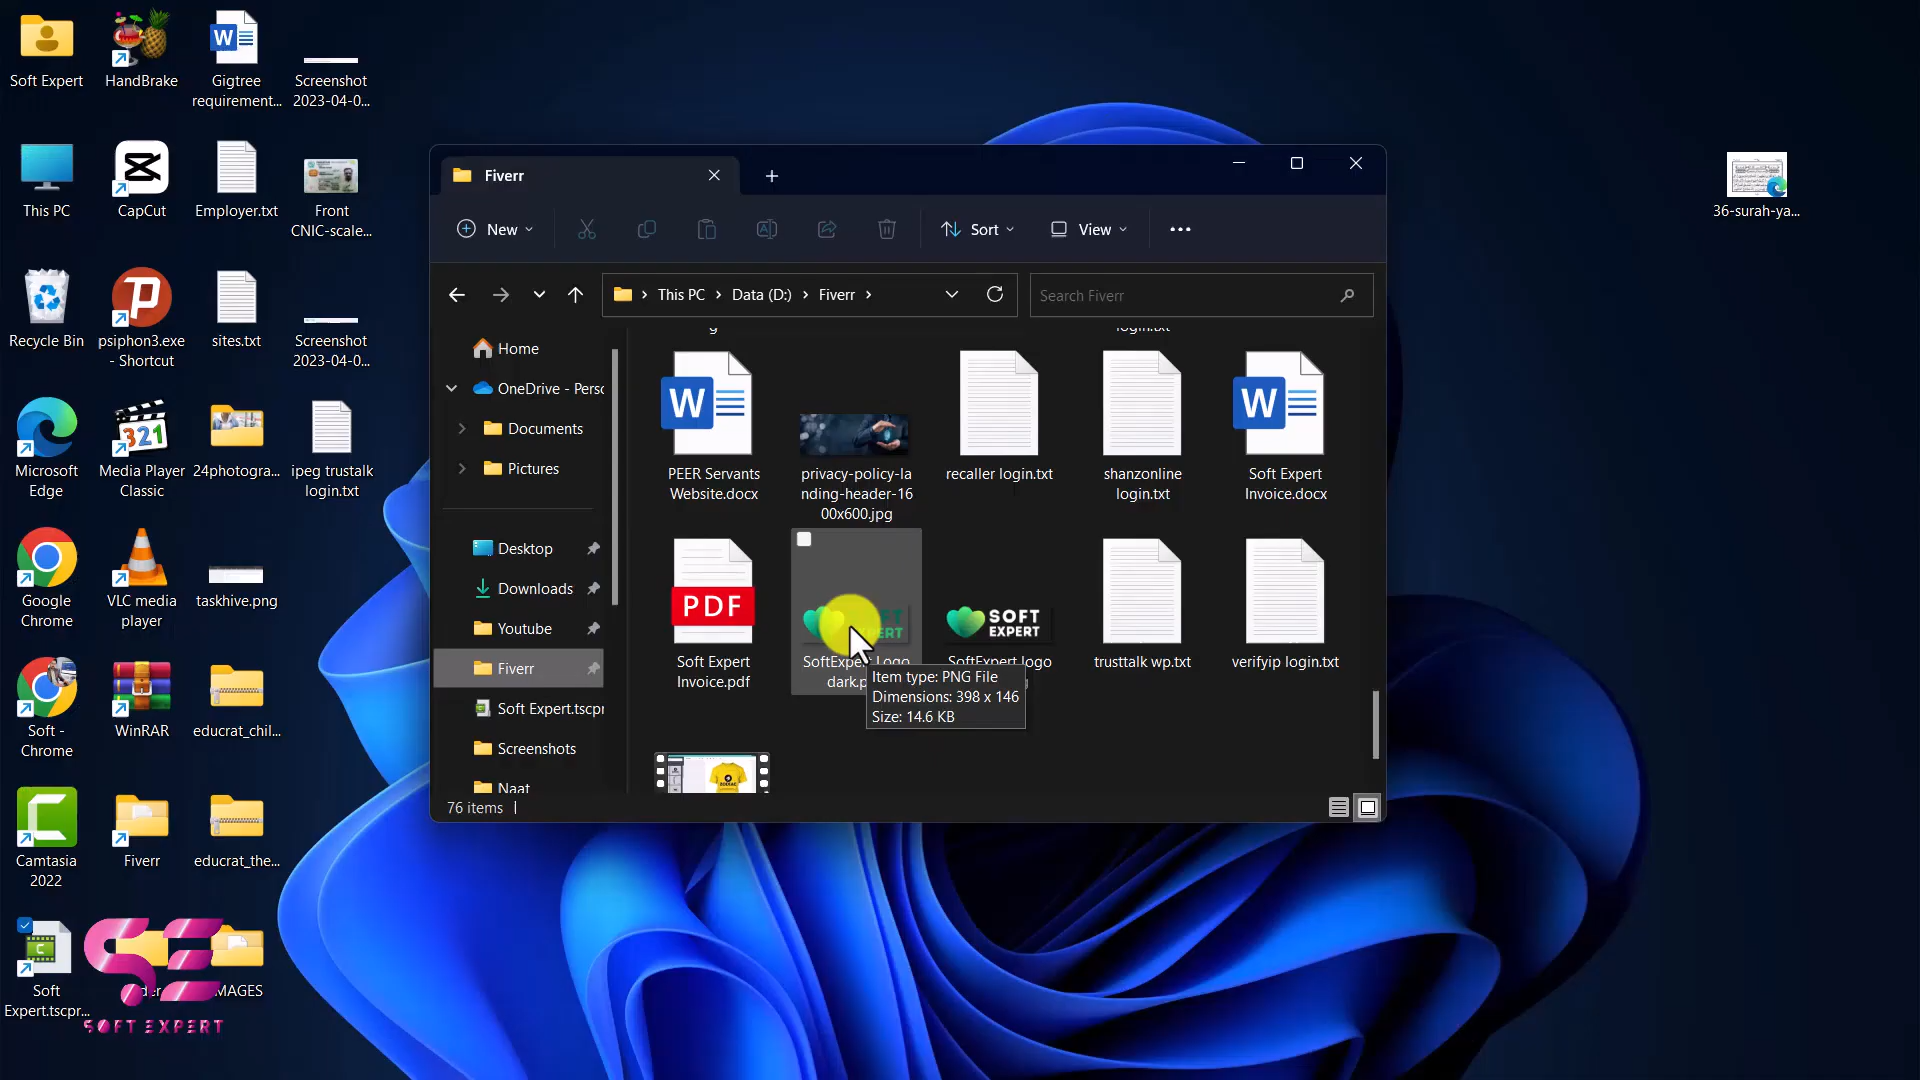 Soft Expert
HandBrake
Gigtree
requirement...
Screenshot
2023-04-0...
This PC
CapCut
Employer.txt
Front
CNIC-scale...
Recycle Bin
psiphon3.exe
- Shortcut
sites.txt
Screenshot
2023-04-0...
Microsoft
Edge
Media Player
Classic
24photogra...
ipeg trustalk
login.txt
Google
Chrome
VLC media
player
taskhive.png
Soft -
Chrome
WinRAR
educrat_chil...
Camtasia
2022
Fiverr
educrat_the...
Soft
Expert.tscpr...
MAGES
SOFT EXPERT
36-surah-ya...
Fiverr
New
Sort
View
This PC
Data (D:)
Fiverr
Search Fiverr
Home
OneDrive - Perso
Documents
Pictures
Desktop
Downloads
Youtube
Fiverr
Soft Expert.tscpr
Screenshots
Naat
login.txt
PEER Servants
Website.docx
privacy-policy-la
nding-header-16
00x600.jpg
recaller login.txt
shanzonline
login.txt
Soft Expert
Invoice.docx
PDF
Soft Expert
Invoice.pdf
SoftExpert Logo
dark.p
SOFT
EXPERT
SoftExpert logo
Item type: PNG File
Dimensions: 398 x 146
Size: 14.6 KB
trusttalk wp.txt
verifyip login.txt
76 items